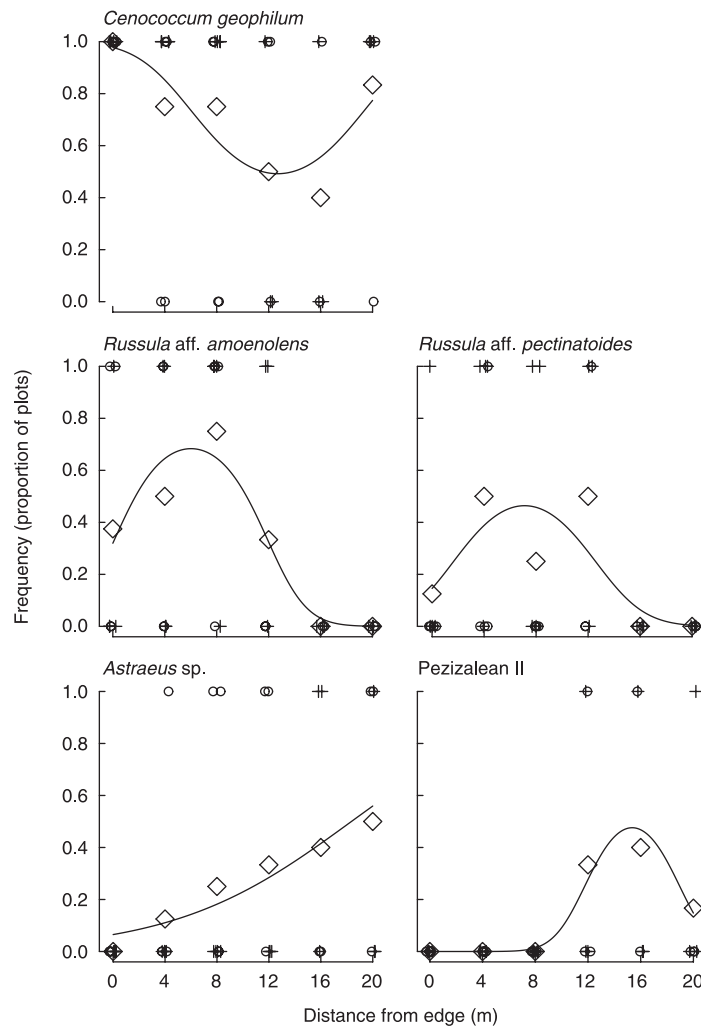 Cenococcum geophilum
1.0
0.8
0.6
0.4
0.2
0.0
Russula aff. amoenolens
Russula aff. pectinatoides
1.0
0.8
0.6
0.4
0.2
0.0
Frequency (proportion of plots)
Astraeus sp.
Pezizalean II
1.0
0.8
0.6
0.4
0.2
0.0
0 4 8 12 16 20
0 4 8 12 16 20
Distance from edge (m)